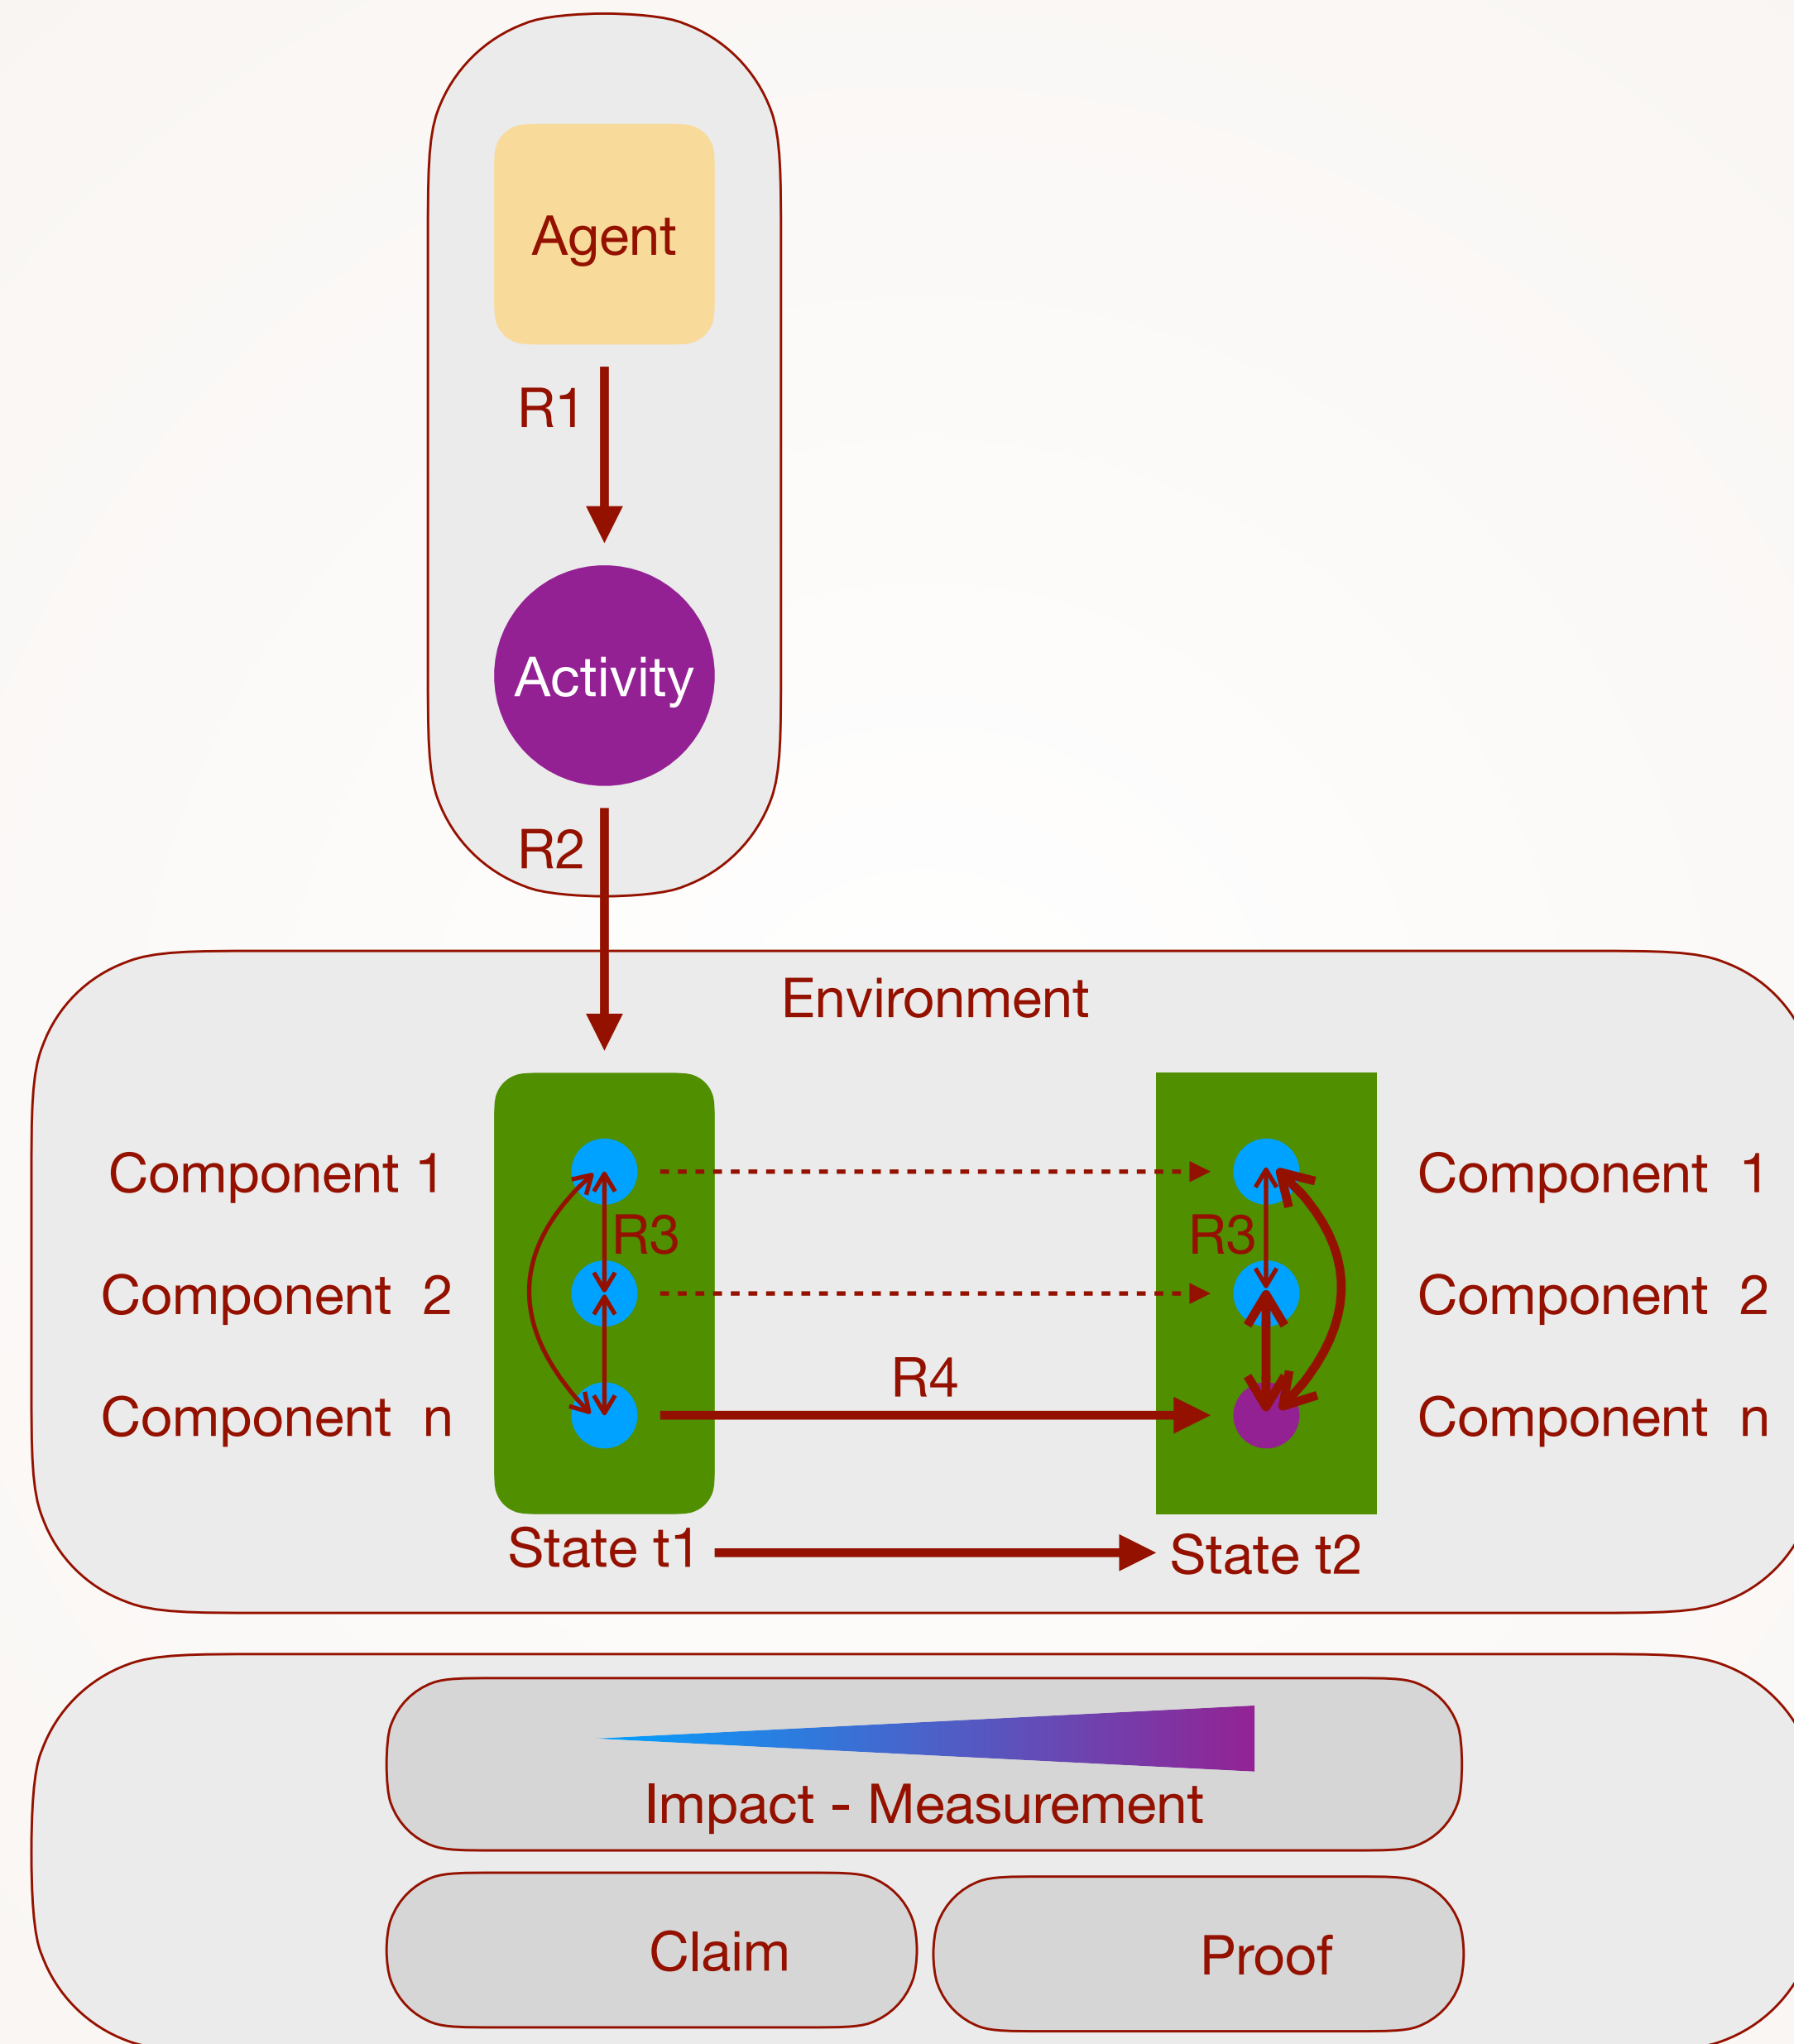 Agent
R1
Activity
R2
Environment
Component 1
Component 1
R3
R3
Component 2
Component 2
R4
Component n
Component n
State t1
State t2
Impact - Measurement
Claim
Proof